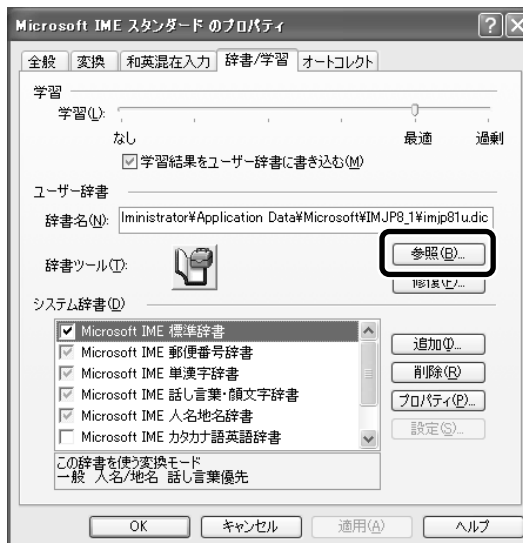 Microsoft IME スタンダード のプロパティ
全般 変換 和英混在入力 辞書/学習 オートコレクト
学習
学習(L):
なし 最適 過剰
学習結果をユーザー辞書に書き込む(M)
ユーザー辞書
辞書名(N): lministrator¥Application Data¥Microsoft¥IMJP8_1¥imjp81u.dic
参照(B)...
辞書ツール(T):
修復(E)...
システム辞書(D)
Microsoft IME 標準辞書
Microsoft IME 郵便番号辞書
追加(I)...
Microsoft IME 単漢字辞書
削除(R)
Microsoft IME 話し言葉・顔文字辞書
プロパティ(P)...
Microsoft IME 人名地名辞書
設定(S)...
Microsoft IME カタカナ語英語辞書
この辞書を使う変換モード
一般 人名/地名 話し言葉優先
OK キャンセル 適用(A) ヘルプ